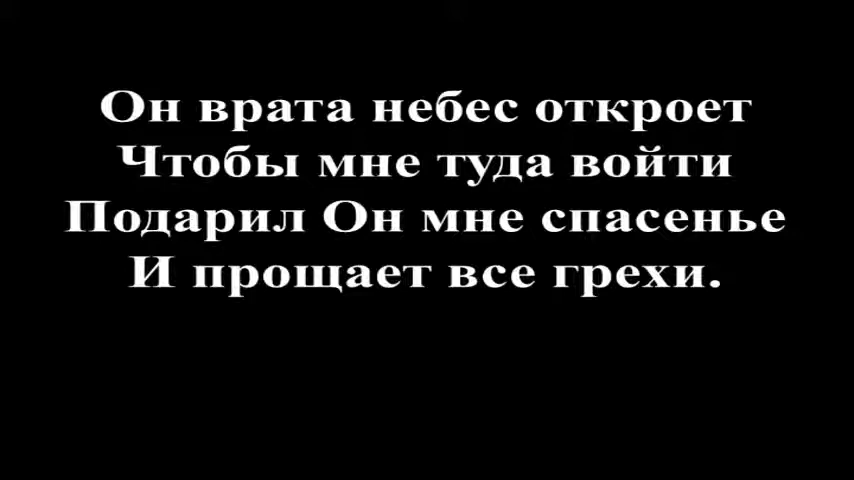 Он врата небес откроет
Чтобы мне туда войти
Подарил Он мне спасенье
И прощает все грехи.